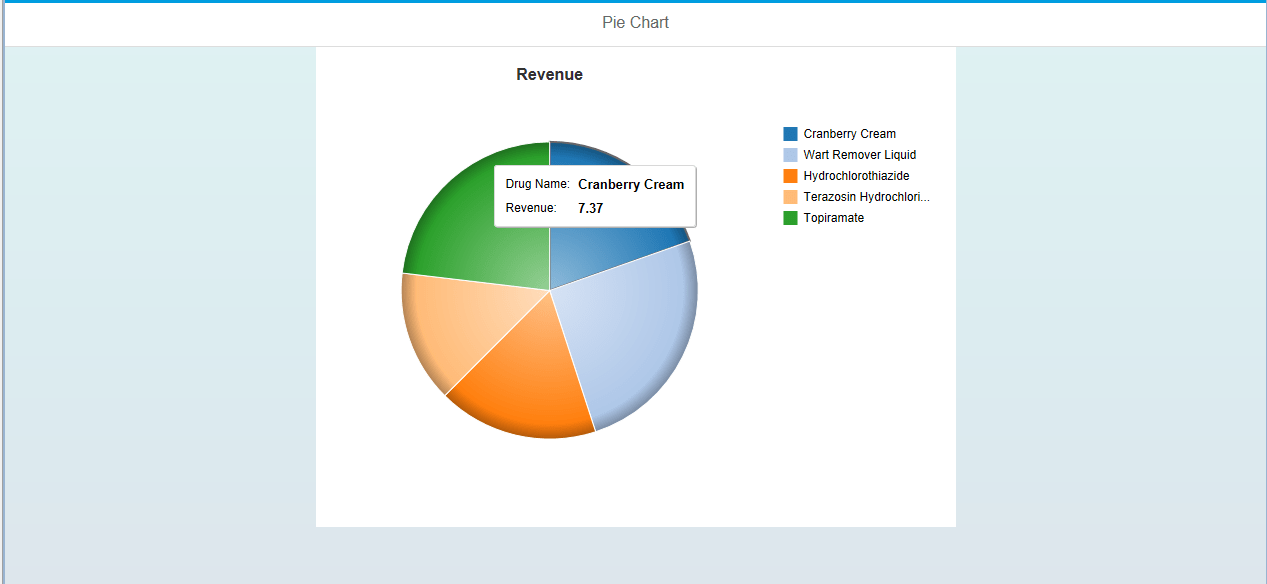 Pie Chart
Revenue
Drug Name: Cranberry Cream
Revenue: 7.37
Cranberry Cream
Wart Remover Liquid
Hydrochlorothiazide
Terazosin Hydrochlori...
Topiramate